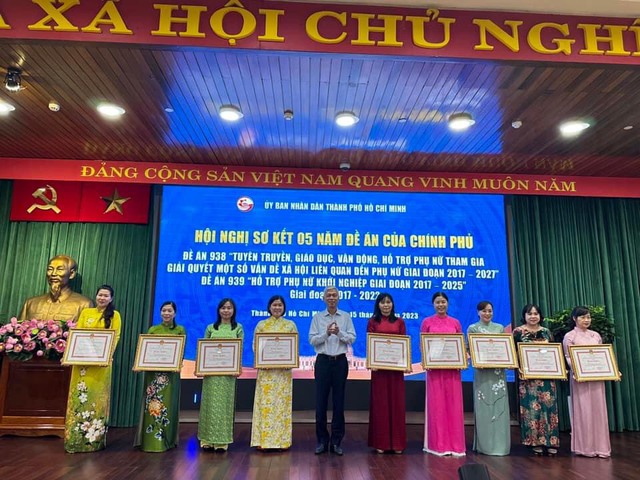 XÃ HỘI CHỦ NGHĨ
ĐẢNG CỘNG SẢN VIỆT NAM QUANG VINH MUÔN NĂM
ỦY BAN NHÂN DÂN THÀNH PHỐ HỒ CHÍ MINH
HỘI NGHỊ SƠ KẾT 05 NĂM ĐỀ ÁN CỦA CHÍNH PHỦ
ĐỀ ÁN 938 "TUYÊN TRUYỀN, GIÁO DỤC, VẬN ĐỘNG, HỖ TRỢ PHỤ NỮ THAM GIA
GIẢI QUYẾT MỘT SỐ VẤN ĐỀ XÃ HỘI LIÊN QUAN ĐẾN PHỤ NỮ GIAI ĐOẠN 2017 – 2027"
ĐỀ ÁN 939 "HỖ TRỢ PHỤ NỮ KHỞI NGHIỆP GIAI ĐOẠN 2017 – 2025"
Giai đoạn 2017 - 2022
Hồ Chí 2023